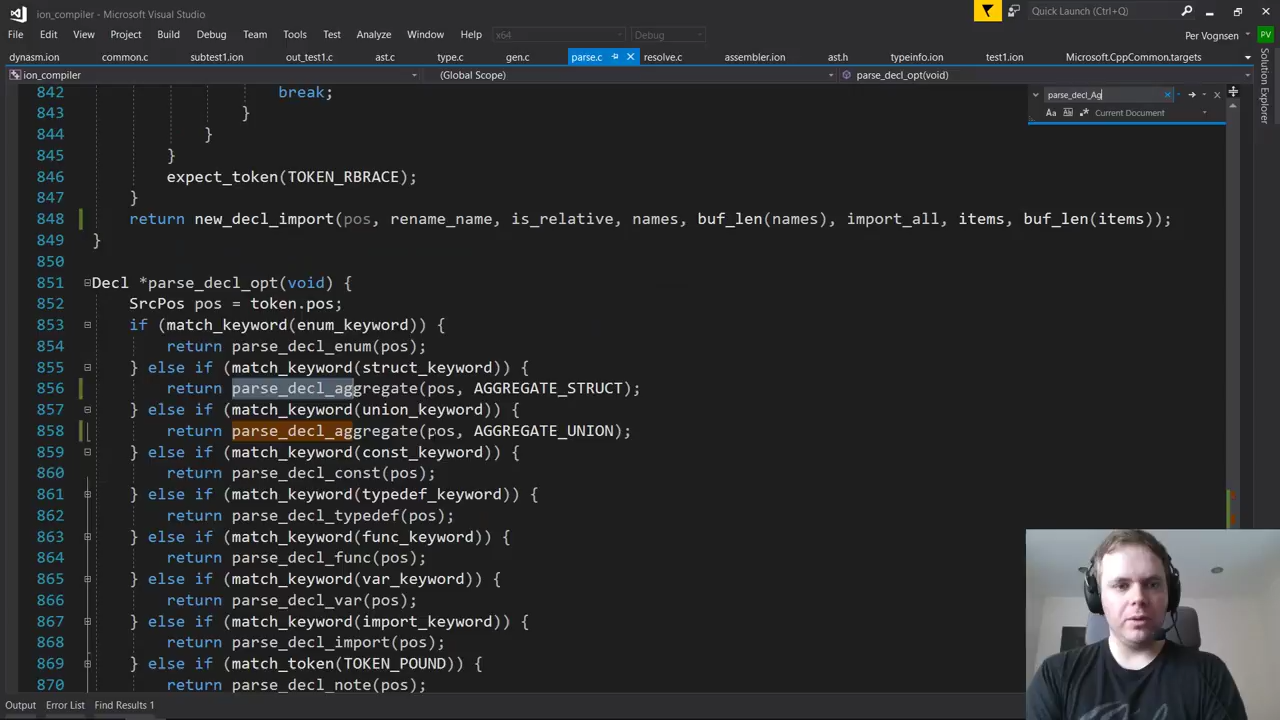 ion_compiler - Microsoft Visual Studio
Quick Launch (Ctrl+Q)
File Edit View Project Build Debug Team Tools Test Analyze Window Help x64 Debug Per Vognsen PV
dynasm.ion common.c subtest1.ion out_test1.c ast.c type.c gen.c parse.c resolve.c assembler.ion ast.h typeinfo.ion test1.ion Microsoft.CppCommon.targets
ion_compiler (Global Scope) parse_decl_opt(void)
Solution Explorer
parse_decl_Ag
Aa Current Document
842 break;
843 }
844 }
845 }
846 expect_token(TOKEN_RBRACE);
847 }
848 return new_decl_import(pos, rename_name, is_relative, names, buf_len(names), import_all, items, buf_len(items));
849 }
850
851 Decl *parse_decl_opt(void) {
852 SrcPos pos = token.pos;
853 if (match_keyword(enum_keyword)) {
854 return parse_decl_enum(pos);
855 } else if (match_keyword(struct_keyword)) {
856 return parse_decl_aggregate(pos, AGGREGATE_STRUCT);
857 } else if (match_keyword(union_keyword)) {
858 return parse_decl_aggregate(pos, AGGREGATE_UNION);
859 } else if (match_keyword(const_keyword)) {
860 return parse_decl_const(pos);
861 } else if (match_keyword(typedef_keyword)) {
862 return parse_decl_typedef(pos);
863 } else if (match_keyword(func_keyword)) {
864 return parse_decl_func(pos);
865 } else if (match_keyword(var_keyword)) {
866 return parse_decl_var(pos);
867 } else if (match_keyword(import_keyword)) {
868 return parse_decl_import(pos);
869 } else if (match_token(TOKEN_POUND)) {
870 return parse_decl_note(pos);
Output Error List Find Results 1